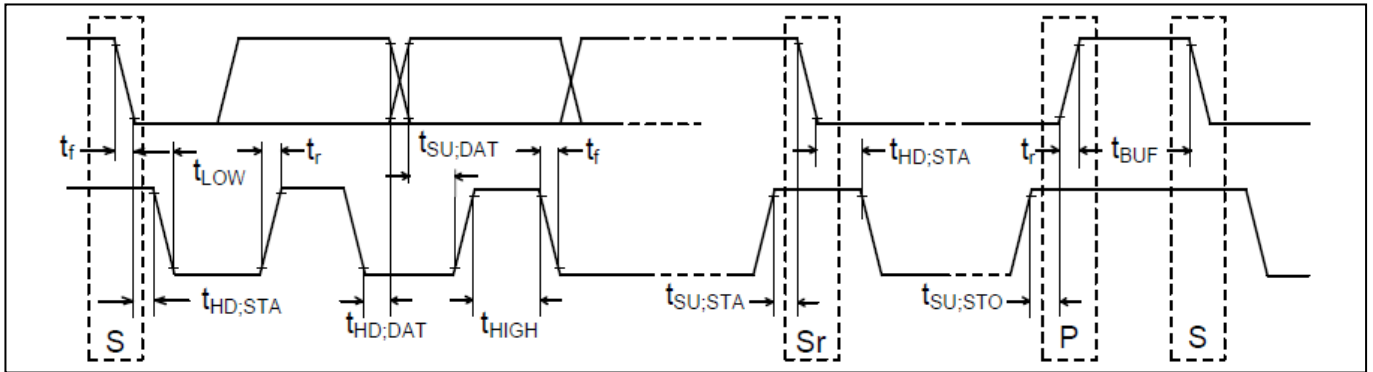 tf
tLOW
tr
tSU;DAT
tf
tHD;STA
tr
tBUF
tHD;STA
tHD;DAT
tHIGH
tSU;STA
tSU;STO
S
Sr
P
S